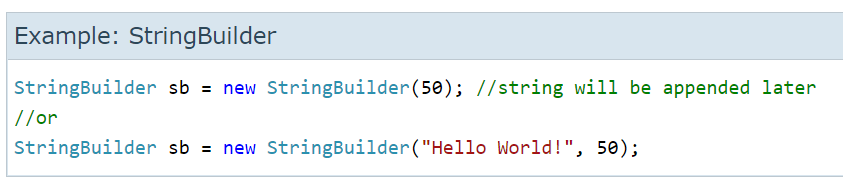 Example: StringBuilder
StringBuilder sb = new StringBuilder(50); //string will be appended later
//or
StringBuilder sb = new StringBuilder("Hello World!", 50);